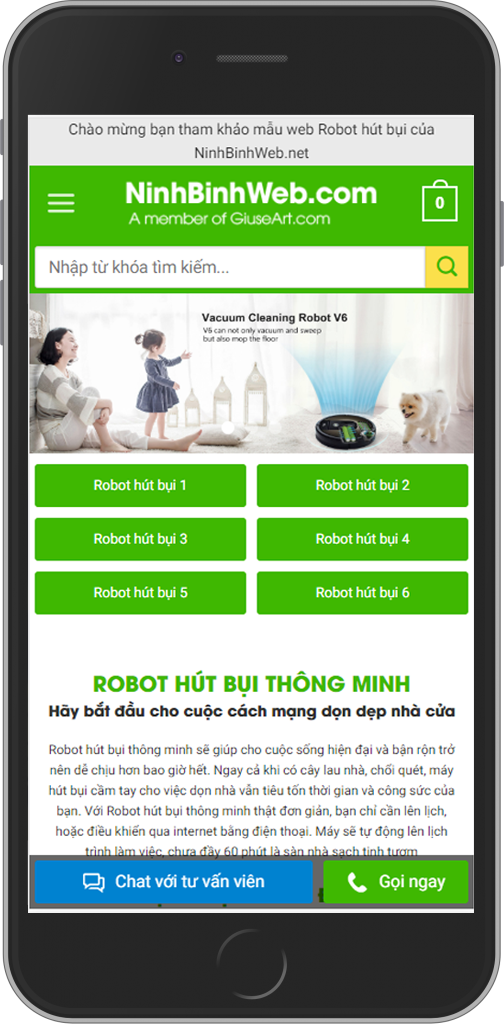 Chào mừng bạn tham khảo mẫu web Robot hút bụi của
NinhBinhWeb.net
NinhBinhWeb.com
A member of GiuseArt.com
0
Nhập từ khóa tìm kiếm...
Vacuum Cleaning Robot V6
V6 can not only vacuum and sweep
but also mop the floor
Robot hút bụi 1
Robot hút bụi 2
Robot hút bụi 3
Robot hút bụi 4
Robot hút bụi 5
Robot hút bụi 6
ROBOT HÚT BỤI THÔNG MINH
Hãy bắt đầu cho cuộc cách mạng dọn dẹp nhà cửa
Robot hút bụi thông minh sẽ giúp cho cuộc sống hiện đại và bận rộn trở
nên dễ chịu hơn bao giờ hết. Ngay cả khi có cây lau nhà, chổi quét, máy
hút bụi cầm tay cho việc dọn nhà vẫn tiêu tốn thời gian và công sức của
bạn. Với Robot hút bụi thông minh thật đơn giản, bạn chỉ cần lên lịch,
hoặc điều khiển qua internet bằng điện thoại. Máy sẽ tự động lên lịch
trình làm việc, chưa đầy 60 phút là sàn nhà sạch tinh tươm
Chat với tư vấn viên
Gọi ngay